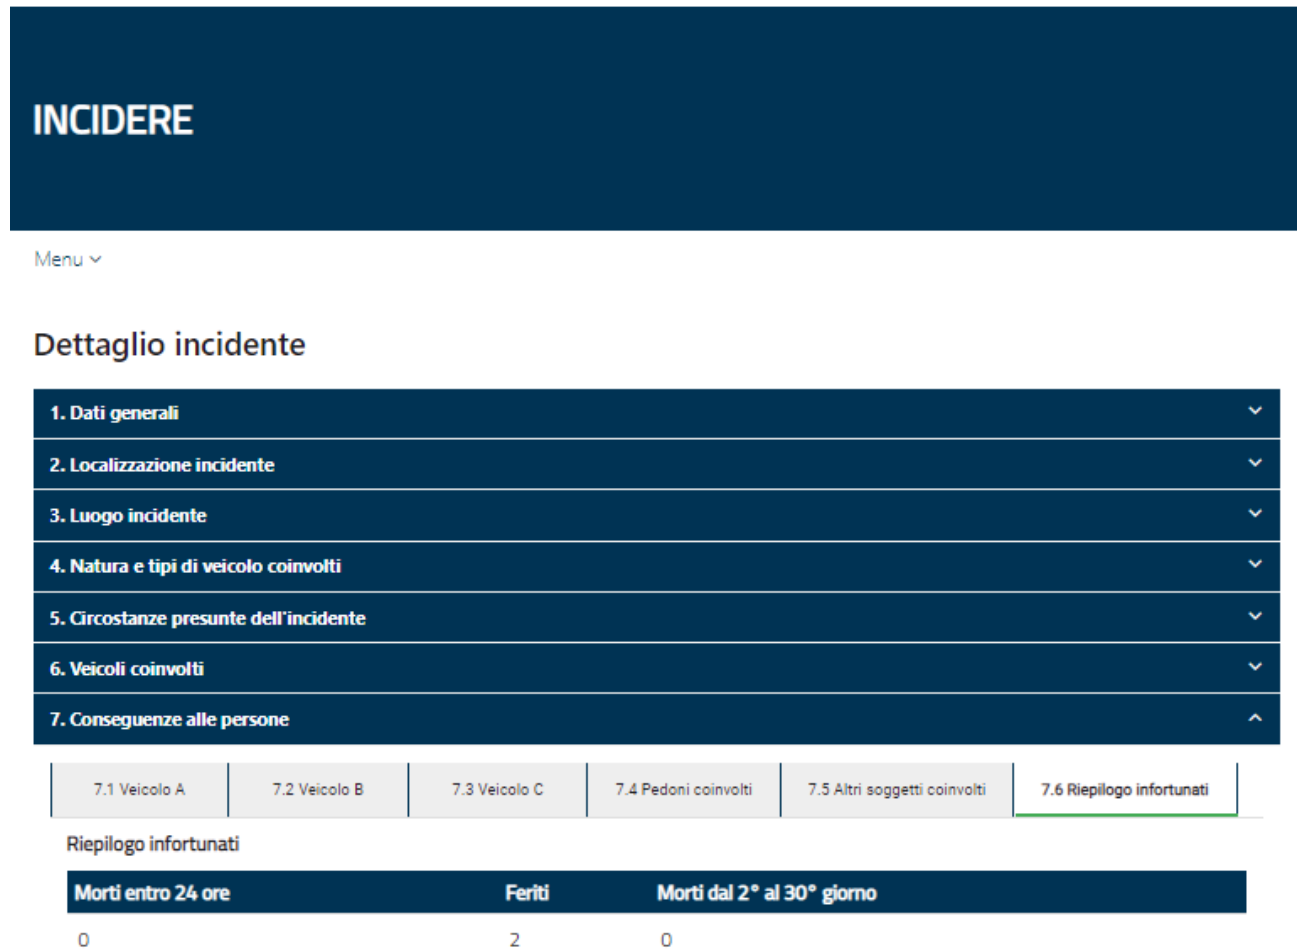 INCIDERE
Menu
Dettaglio incidente
1. Dati generali
2. Localizzazione incidente
3. Luogo incidente
4. Natura e tipi di veicolo coinvolti
5. Circostanze presunte dell'incidente
6. Veicoli coinvolti
7. Conseguenze alle persone
7.1 Veicolo A 7.2 Veicolo B 7.3 Veicolo C 7.4 Pedoni coinvolti 7.5 Altri soggetti coinvolti 7.6 Riepilogo infortunati
Riepilogo infortunati
Morti entro 24 ore Feriti Morti dal 2° al 30° giorno
0 2 0